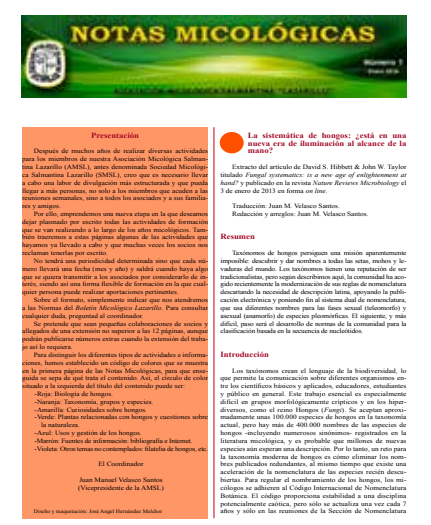 NOTAS MICOLÓGICAS
Número 1
Enero 2014
Presentación
Después de muchos años de realizar diversas actividades
para los miembros de nuestra Asociación Micológica Salman-
tina Lazarillo (AMSL), antes denominada Sociedad Micológi-
ca Salmantina Lazarillo (SMSL), creo que es necesario llevar
a cabo una labor de divulgación más estructurada y que pueda
llegar a más personas, no solo a los miembros que acuden a las
reuniones semanales, sino a todos los asociados y a sus familia-
res y amigos.
Por ello, emprendemos una nueva etapa en la que deseamos
dejar plasmado por escrito todas las actividades de formación
que se van realizando a lo largo de los años micológicos. Tam-
bién traeremos a estas páginas algunas de las actividades que
hayamos ya llevado a cabo y que muchas veces los socios nos
reclaman tenerlas por escrito.
No tendrá una periodicidad determinada sino que cada nú-
mero llevará una fecha (mes y año) y saldrá cuando haya algo
que se quiera transmitir a los asociados por considerarlo de in-
terés, siendo así una forma flexible de formación en la que cual-
quier persona puede realizar aportaciones pertinentes.
Sobre el formato, simplemente indicar que nos atendremos
a las Normas del Boletín Micológico Lazarillo. Para consultar
cualquier duda, preguntad al coordinador.
Se pretende que sean pequeñas colaboraciones de socios y
allegados de una extensión no superior a las 12 páginas, aunque
podrán publicarse números extras cuando la extensión del traba-
jo así lo requiera.
Para distinguir los diferentes tipos de actividades e informa-
ciones, hemos establecido un código de colores que se muestra
en la primera página de las Notas Micológicas, para que ense-
guida se sepa de qué trata el contenido. Así, el círculo de color
situado a la izquierda del título del contenido puede ser:
-Roja: Biología de hongos.
-Naranja: Taxonomía, grupos y especies.
-Amarilla: Curiosidades sobre hongos.
-Verde: Plantas relacionadas con hongos y cuestiones sobre
la naturaleza.
-Azul: Usos y gestión de los hongos.
-Marrón: Fuentes de información: bibliografía e Internet.
-Violeta: Otros temas no contemplados: filatelia de hongos, etc.
El Coordinador
Juan Manuel Velasco Santos
(Vicepresidente de la AMSL)
Diseño y maquetación: José Angel Hernández Melchor
La sistemática de hongos: ¿está en una
nueva era de iluminación al alcance de la
mano?
Extracto del artículo de David S. Hibbett & John W. Taylor
titulado Fungal systematics: is a new age of enlightenment at
hand? y publicado en la revista Nature Reviews Microbiology el
3 de enero de 2013 en forma on line.
Traducción: Juan M. Velasco Santos.
Redacción y arreglos: Juan M. Velasco Santos.
Resumen
Taxónomos de hongos persiguen una misión aparentemente
imposible: descubrir y dar nombres a todas las setas, mohos y le-
vaduras del mundo. Los taxónomos tienen una reputación de ser
tradicionalistas, pero según describimos aquí, la comunidad ha aco-
gido recientemente la modernización de sus reglas de nomenclatura
descartando la necesidad de descripción latina, apoyando la publi-
cación electrónica y poniendo fin al sistema dual de nomenclatura,
que usa diferentes nombres para las fases sexual (teleomorfo) y
asexual (anamorfo) de especies pleomórficas. El siguiente, y más
difícil, paso será el desarrollo de normas de la comunidad para la
clasificación basada en la secuencia de nucleótidos.
Introducción
Los taxónomos crean el lenguaje de la biodiversidad, lo
que permite la comunicación sobre diferentes organismos en-
tre los científicos básicos y aplicados, educadores, estudiantes
y público en general. Este trabajo esencial es especialmente
difícil en grupos morfológicamente crípticos y en los hiper-
diversos, como el reino Hongos (Fungi). Se aceptan aproxi-
madamente unas 100.000 especies de hongos en la taxonomía
actual, pero hay más de 400.000 nombres de las especies de
hongos -incluyendo numerosos sinónimos- registrados en la
literatura micológica, y es probable que millones de nuevas
especies aún esperan una descripción. Por lo tanto, un reto para
la taxonomía moderna de hongos es cómo eliminar los nom-
bres publicados redundantes, al mismo tiempo que existe una
aceleración de la nomenclatura de las especies recién descu-
biertas. Para regular el nombramiento de los hongos, los mi-
cólogos se adhieren al Código Internacional de Nomenclatura
Botánica. El código proporciona estabilidad a una disciplina
potencialmente caótica, pero sólo se actualiza una vez cada 7
años y sólo en las reuniones de la Sección de Nomenclatura